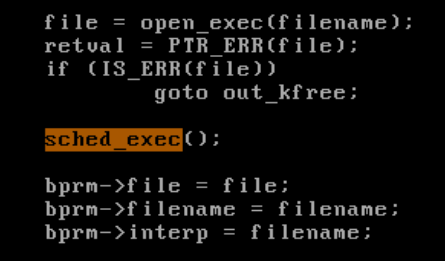 file = open_exec(filename);
retval = PTR_ERR(file);
if (IS_ERR(file))
goto out_kfree;
sched_exec();
bprm->file = file;
bprm->filename = filename;
bprm->interp = filename;